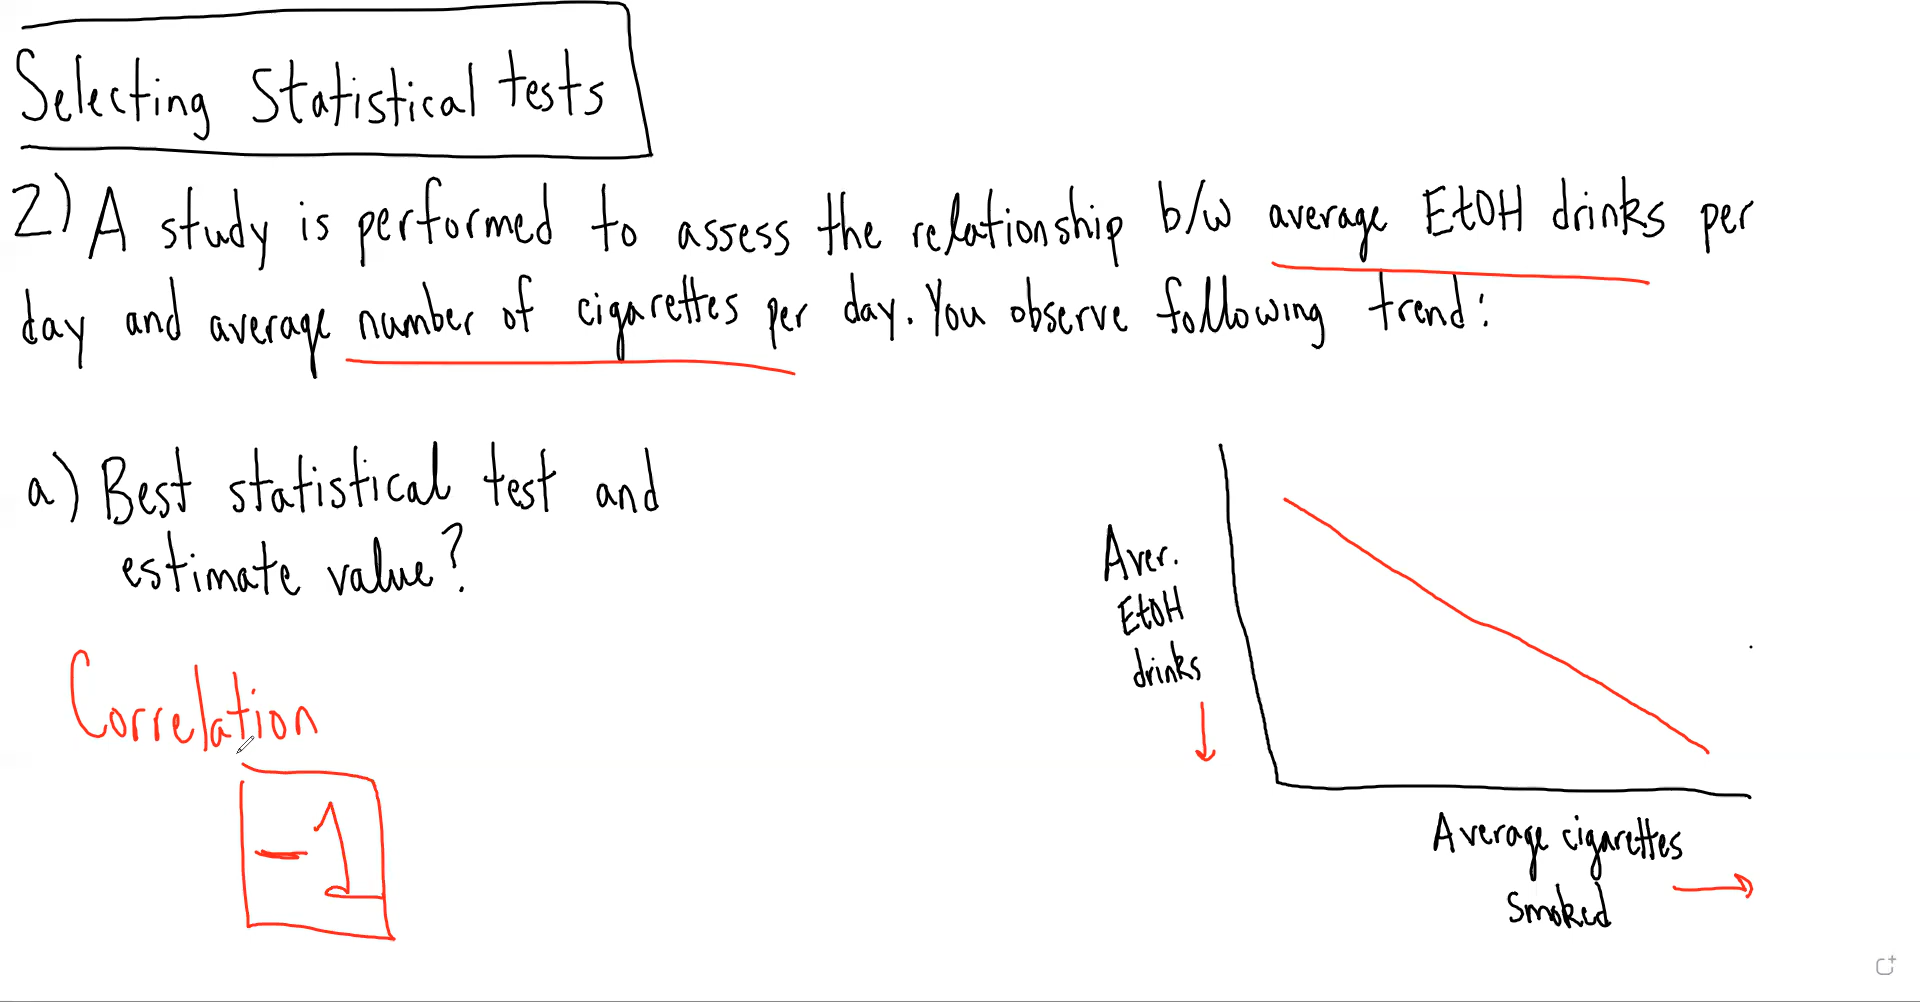 Selecting Statistical tests
2) A study is performed to assess the relationship b/w average EtOH drinks per
day and average number of cigarettes per day. You observe following trend:
a) Best statistical test and
estimate value?
Correlation
-1
Aver.
EtOH
drinks
Average cigarettes
smoked